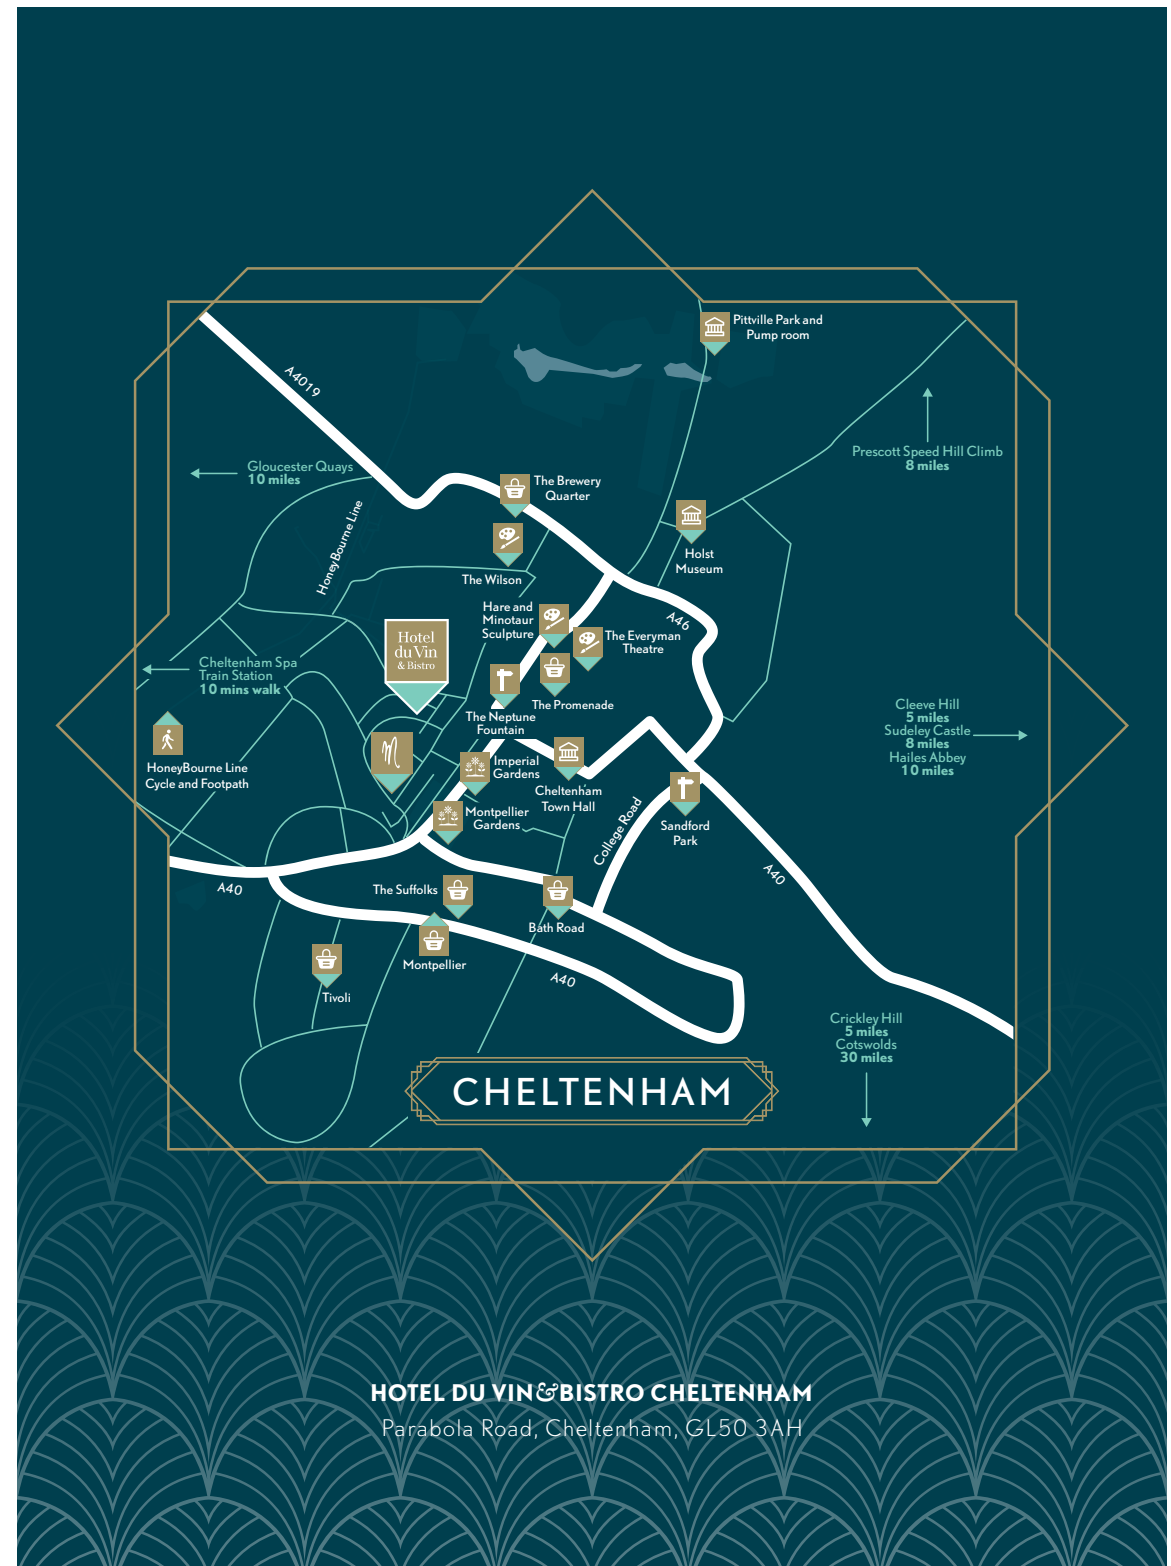 Pittville Park and
Pump room
A4019
Prescott Speed Hill Climb
8 miles
Gloucester Quays
10 miles
The Brewery
Quarter
HoneyBourne Line
Holst
Museum
The Wilson
Hare and
Minotaur
Sculpture
A46
The Everyman
Theatre
Hotel
du Vin
& Bistro
Cheltenham Spa
Train Station
10 mins walk
The Promenade
The Neptune
Fountain
Cleeve Hill
5 miles
Sudeley Castle
8 miles
Hailes Abbey
10 miles
HoneyBourne Line
Cycle and Footpath
Imperial
Gardens
Cheltenham
Town Hall
Montpellier
Gardens
College Road
Sandford
Park
A40
A40
The Suffolks
Bath Road
Montpellier
A40
Tivoli
Crickley Hill
5 miles
Cotswolds
30 miles
CHELTENHAM
HOTEL DU VIN & BISTRO CHELTENHAM
Parabola Road, Cheltenham, GL50 3AH